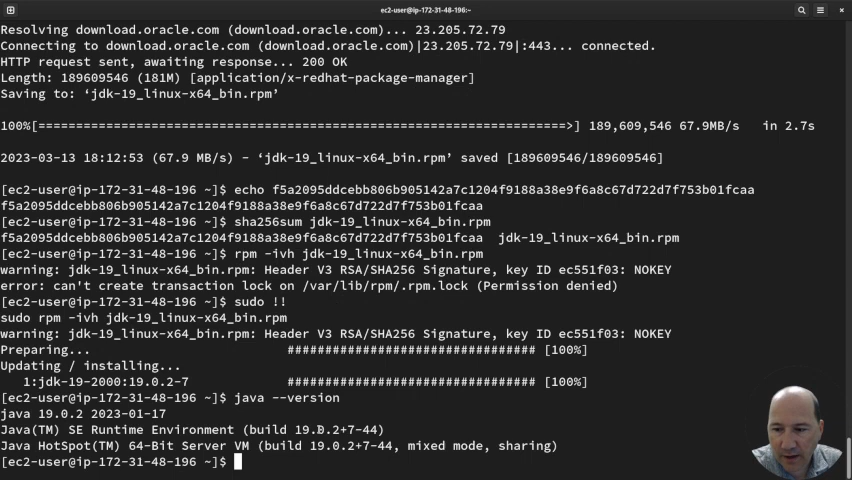 ec2-user@ip-172-31-48-196:~
Resolving download.oracle.com (download.oracle.com)... 23.205.72.79
Connecting to download.oracle.com (download.oracle.com)|23.205.72.79|:443... connected.
HTTP request sent, awaiting response... 200 OK
Length: 189609546 (181M) [application/x-redhat-package-manager]
Saving to: ‘jdk-19_linux-x64_bin.rpm’
100%[======================================================================>] 189,609,546 67.9MB/s   in 2.7s
2023-03-13 18:12:53 (67.9 MB/s) - ‘jdk-19_linux-x64_bin.rpm’ saved [189609546/189609546]
[ec2-user@ip-172-31-48-196 ~]$ echo f5a2095ddcebb806b905142a7c1204f9188a38e9f6a8c67d722d7f753b01fcaa
f5a2095ddcebb806b905142a7c1204f9188a38e9f6a8c67d722d7f753b01fcaa
[ec2-user@ip-172-31-48-196 ~]$ sha256sum jdk-19_linux-x64_bin.rpm
f5a2095ddcebb806b905142a7c1204f9188a38e9f6a8c67d722d7f753b01fcaa  jdk-19_linux-x64_bin.rpm
[ec2-user@ip-172-31-48-196 ~]$ rpm -ivh jdk-19_linux-x64_bin.rpm
warning: jdk-19_linux-x64_bin.rpm: Header V3 RSA/SHA256 Signature, key ID ec551f03: NOKEY
error: can't create transaction lock on /var/lib/rpm/.rpm.lock (Permission denied)
[ec2-user@ip-172-31-48-196 ~]$ sudo !!
sudo rpm -ivh jdk-19_linux-x64_bin.rpm
warning: jdk-19_linux-x64_bin.rpm: Header V3 RSA/SHA256 Signature, key ID ec551f03: NOKEY
Preparing...                          ################################# [100%]
Updating / installing...
   1:jdk-19-2000:19.0.2-7             ################################# [100%]
[ec2-user@ip-172-31-48-196 ~]$ java --version
java 19.0.2 2023-01-17
Java(TM) SE Runtime Environment (build 19.0.2+7-44)
Java HotSpot(TM) 64-Bit Server VM (build 19.0.2+7-44, mixed mode, sharing)
[ec2-user@ip-172-31-48-196 ~]$